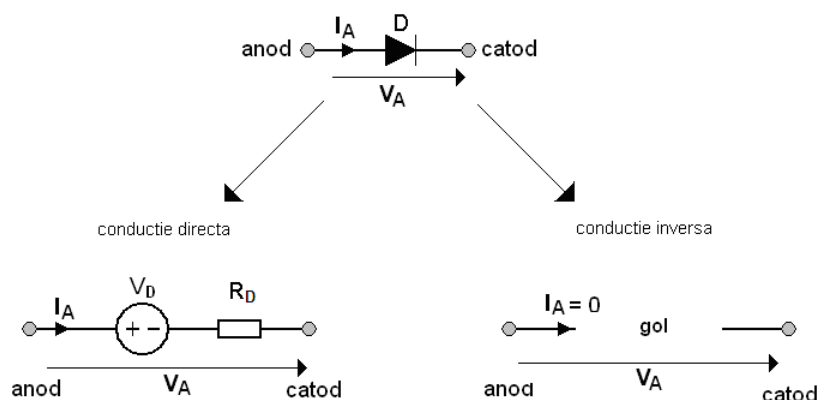 I_A D
anod catod
V_A
conductie directa
conductie inversa
V_D
I_A R_D
+ -
anod V_A catod
I_A = 0
gol
anod V_A catod